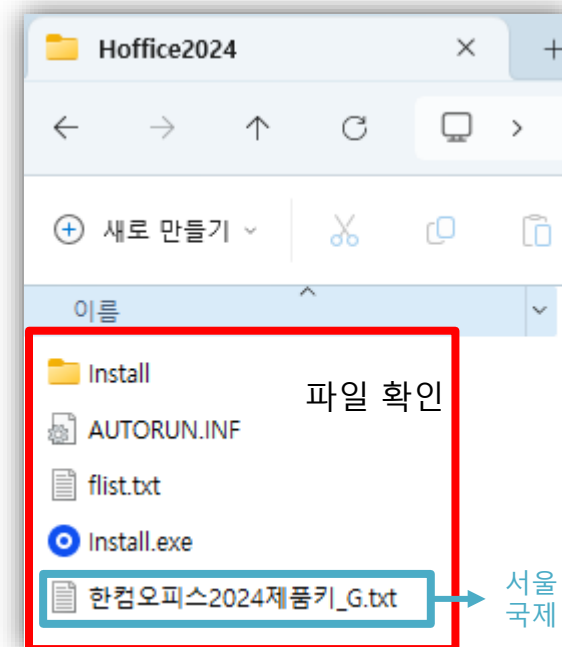 Hoffice2024
새로 만들기
이름
Install
파일 확인
AUTORUN.INF
flist.txt
Install.exe
한컴오피스2024제품키_G.txt
서울
국제